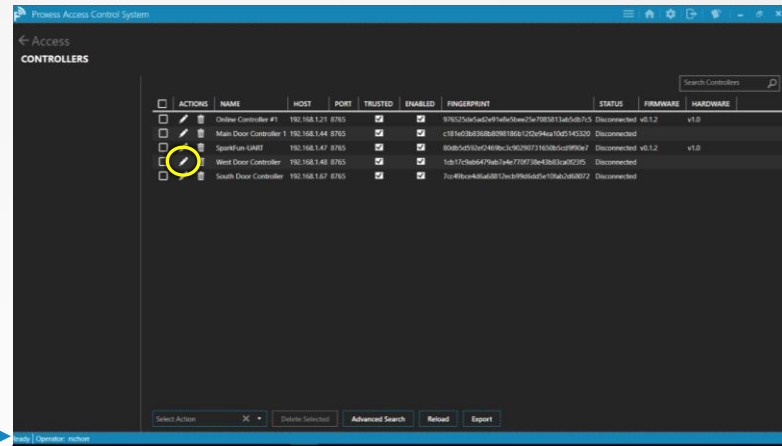 Proxess Access Control System
Access
CONTROLLERS
Search Controllers
ACTIONS NAME HOST PORT TRUSTED ENABLED FINGERPRINT STATUS FIRMWARE HARDWARE
Online Controller #1 192.168.1.21 8765 Disconnected v0.1.2 v1.0
Main Door Controller 1 192.168.1.44 8765 Disconnected
SparkFun-UART 192.168.1.47 8765 Disconnected v0.1.2 v1.0
West Door Controller 192.168.1.48 8765 Disconnected
South Door Controller 192.168.1.67 8765 Disconnected
Select Action Delete Selected Advanced Search Reload Export
Ready Operator: